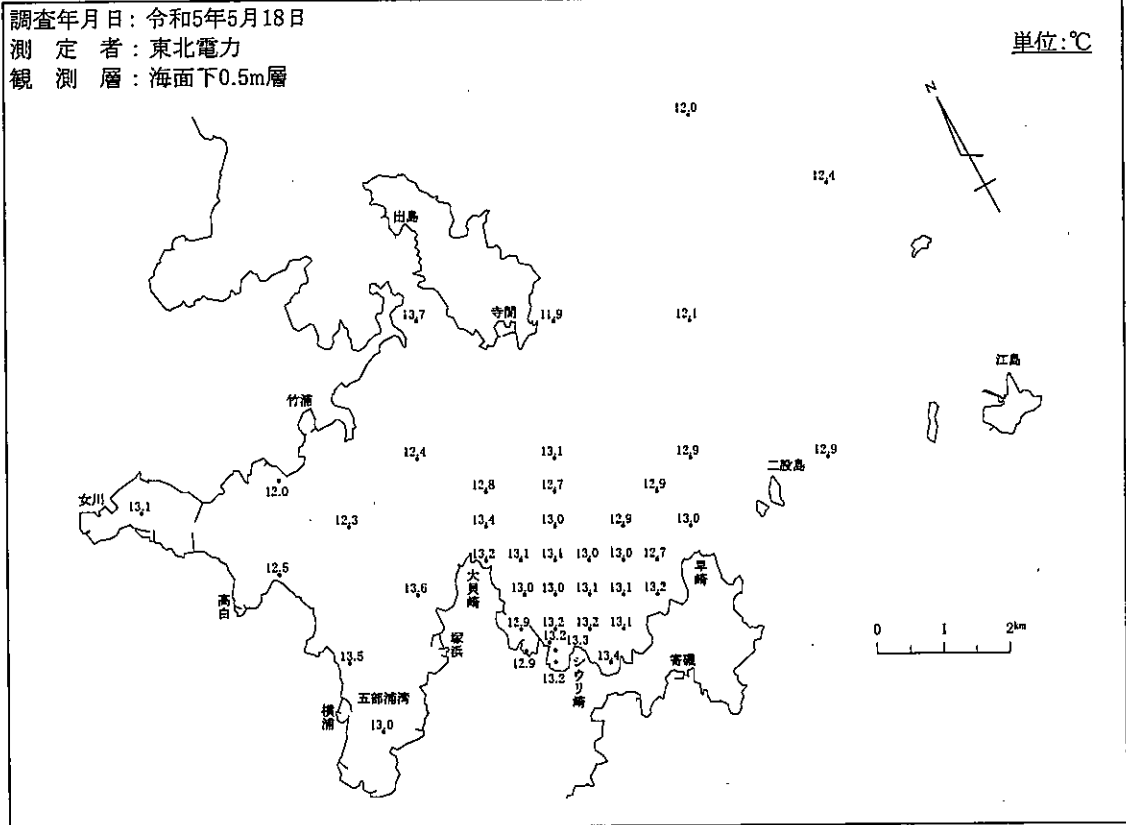 調査年月日：令和5年5月18日
測定者：東北電力
観測層：海面下0.5m層
単位：℃
N
12.0
12.4
出島
13.7
寺間
11.9
12.1
江島
竹浦
12.4
13.1
12.9
12.9
二股島
12.0
12.8
12.7
12.9
女川
13.1
12.3
13.4
13.0
12.9
13.0
13.2
13.1
13.1
13.0
13.0
12.7
早崎
12.5
高白
13.6
大貝崎
13.0
13.0
13.1
13.1
13.2
0 1 2km
12.9
13.2
13.2
13.1
塚浜
13.2
13.3
13.5
12.9
13.2
シウリ崎
13.4
寄磯
五部浦湾
横浦
13.0